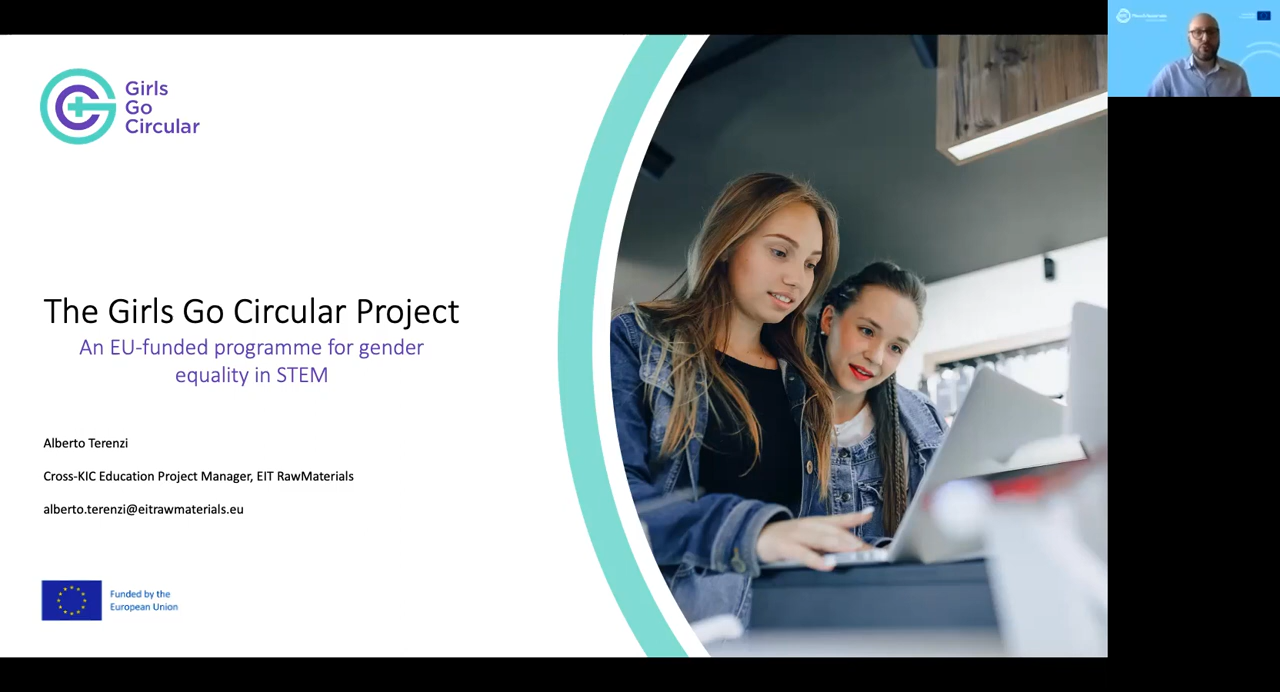 Girls
Go
Circular
The Girls Go Circular Project
An EU-funded programme for gender
equality in STEM
Alberto Terenzi
Cross-KIC Education Project Manager, EIT RawMaterials
alberto.terenzi@eitrawmaterials.eu
Funded by the
European Union